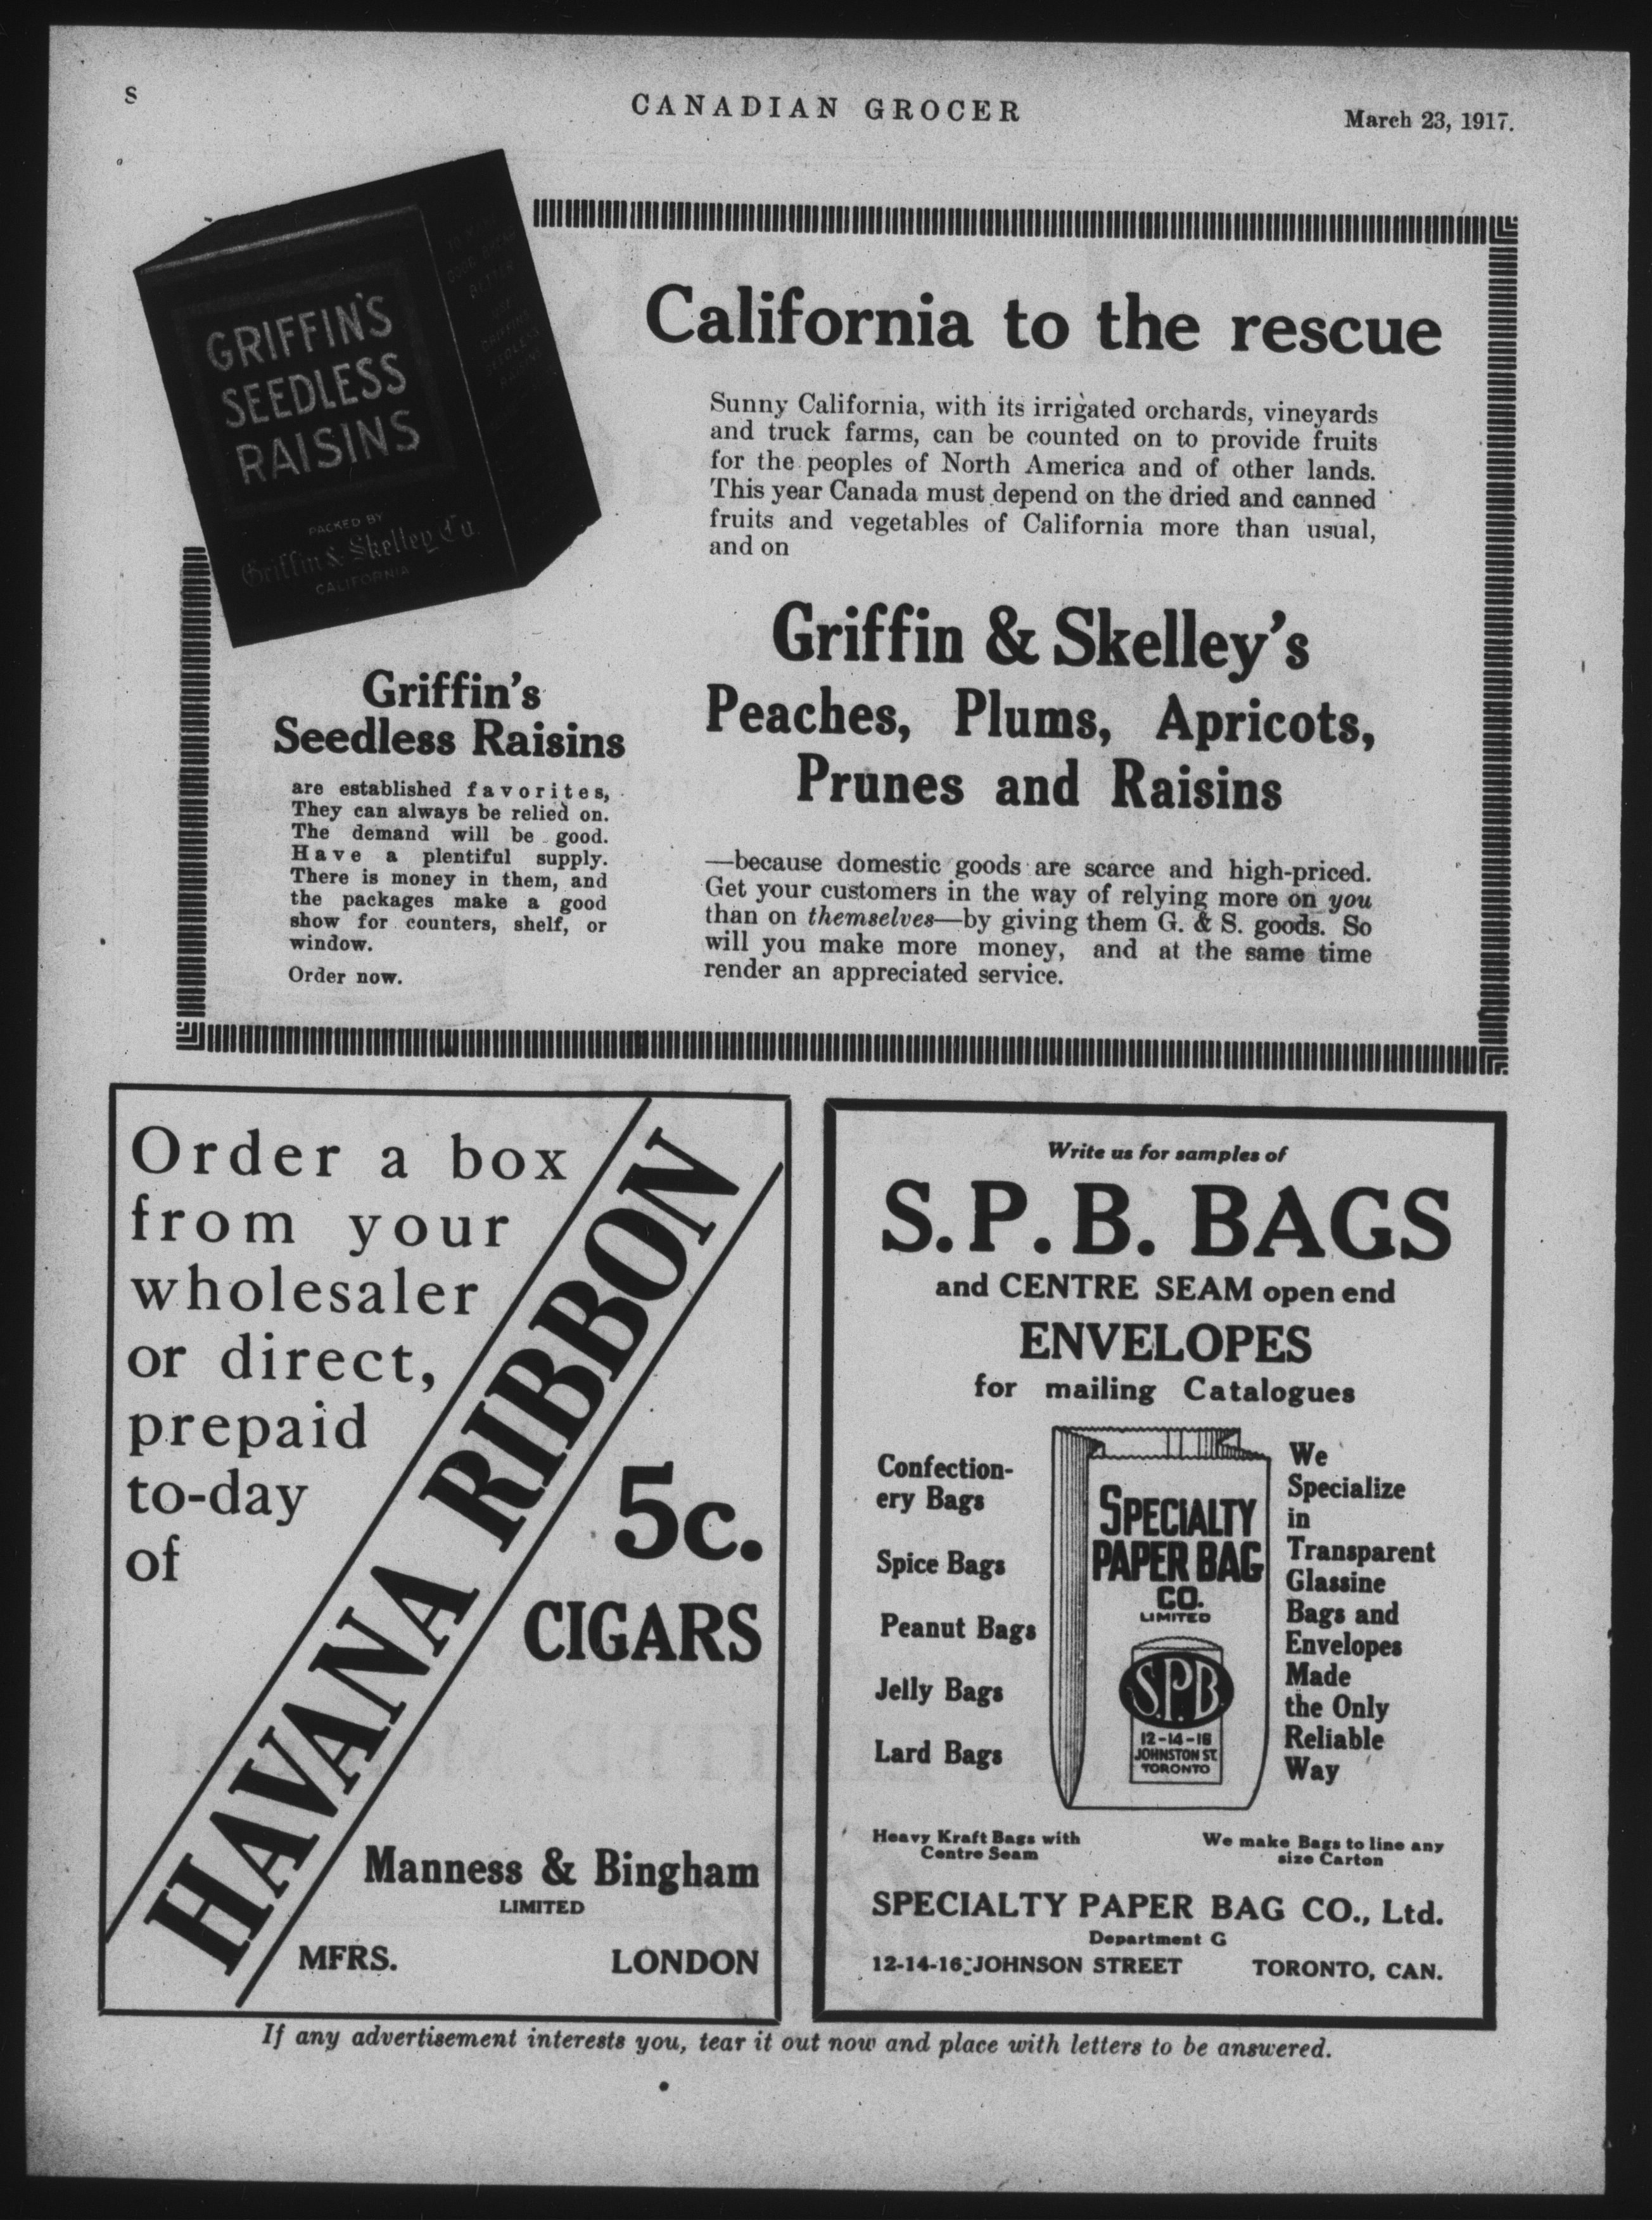 8
CANADIAN GROCER
March 23, 1917.
GRIFFIN'S
SEEDLESS
RAISINS
PACKED BY
Griffin & Skelley Co.
CALIFORNIA
California to the rescue
Sunny California, with its irrigated orchards, vineyards
and truck farms, can be counted on to provide fruits
for the peoples of North America and of other lands.
This year Canada must depend on the dried and canned
fruits and vegetables of California more than usual,
and on
Griffin & Skelley's
Peaches, Plums, Apricots,
Prunes and Raisins
—because domestic goods are scarce and high-priced.
Get your customers in the way of relying more on you
than on themselves—by giving them G. & S. goods. So
will you make more money, and at the same time
render an appreciated service.
Griffin's
Seedless Raisins
are established favorites,
They can always be relied on.
The demand will be good.
Have a plentiful supply.
There is money in them, and
the packages make a good
show for counters, shelf, or
window.
Order now.
Order a box
from your
wholesaler
or direct,
prepaid
to-day
of
HAVANA RIBBON
5c.
CIGARS
Manness & Bingham
LIMITED
MFRS. LONDON
Write us for samples of
S.P.B. BAGS
and CENTRE SEAM open end
ENVELOPES
for mailing Catalogues
Confection-
ery Bags
Spice Bags
Peanut Bags
Jelly Bags
Lard Bags
SPECIALTY
PAPER BAG
CO.
LIMITED
S.P.B.
12-14-16
JOHNSTON ST.
TORONTO
We
Specialize
in
Transparent
Glassine
Bags and
Envelopes
Made
the Only
Reliable
Way
Heavy Kraft Bags with
Centre Seam
We make Bags to line any
size Carton
SPECIALTY PAPER BAG CO., Ltd.
Department G
12-14-16 JOHNSON STREET TORONTO, CAN.
If any advertisement interests you, tear it out now and place with letters to be answered.